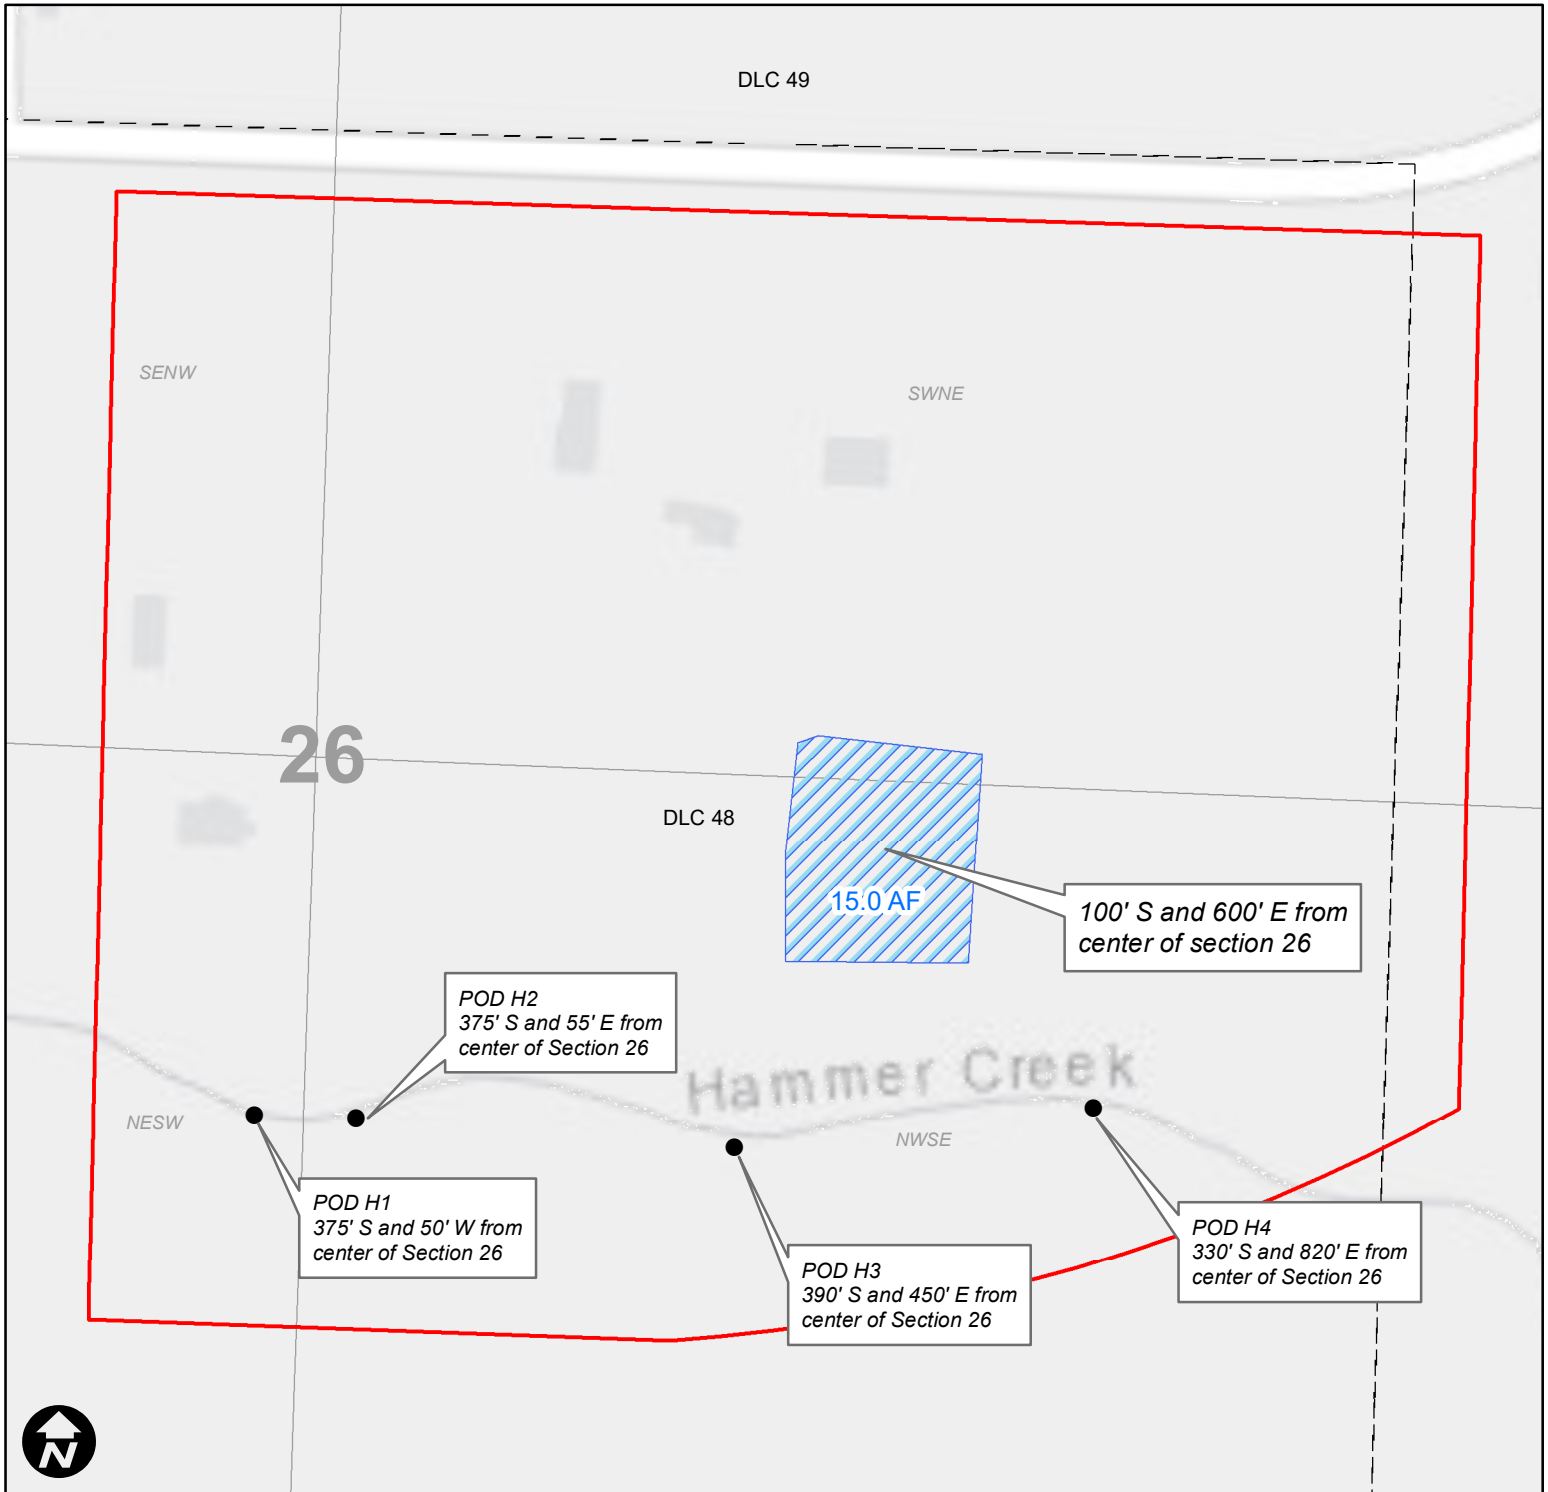 DLC 49
SENW
SWNE
26
DLC 48
15.0 AF
100' S and 600' E from
center of section 26
POD H2
375' S and 55' E from
center of Section 26
Hammer Creek
NESW
NWSE
POD H1
375' S and 50' W from
center of Section 26
POD H4
330' S and 820' E from
center of Section 26
POD H3
390' S and 450' E from
center of Section 26
N